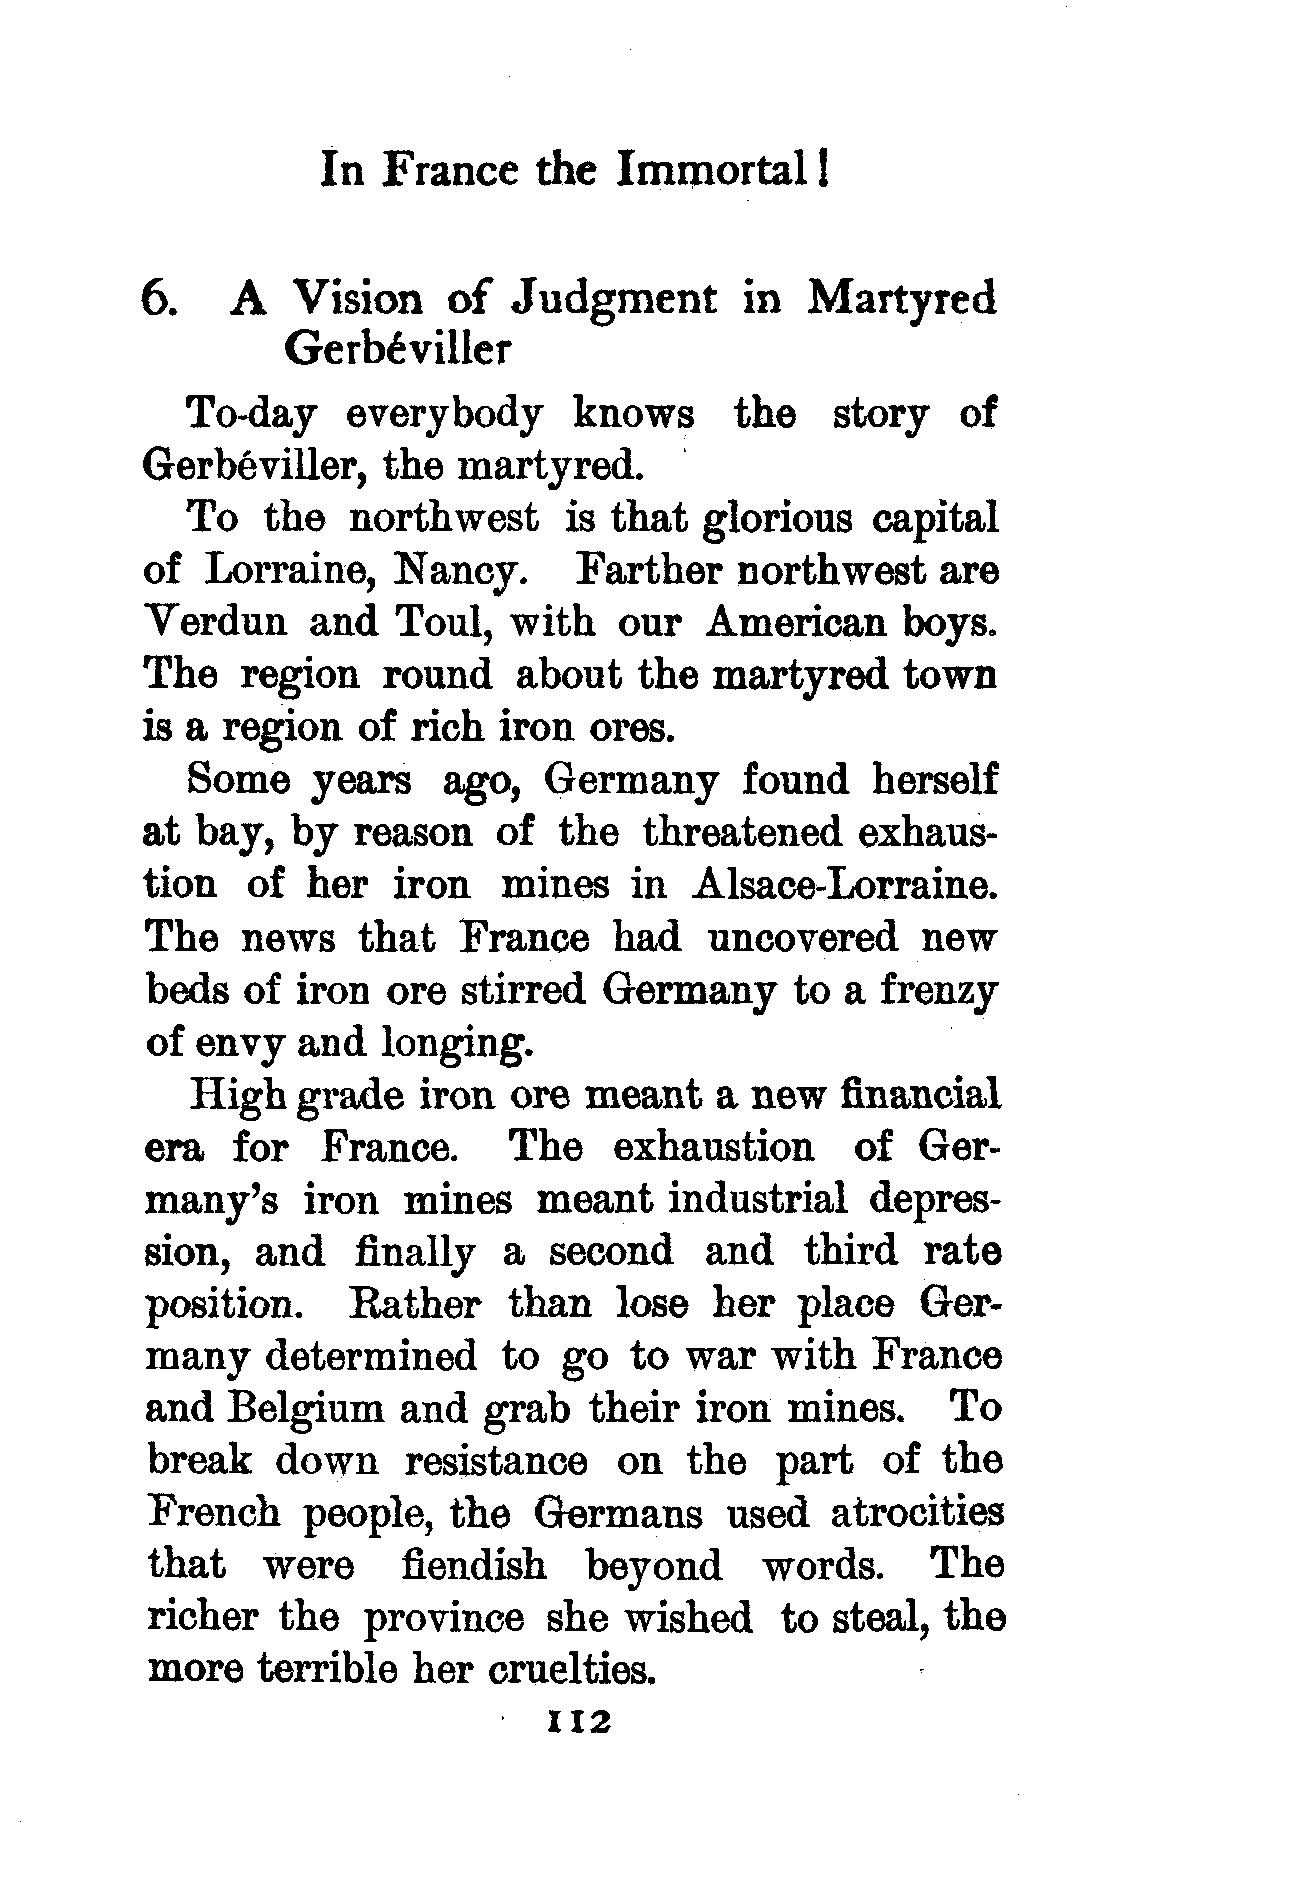 In France the Immortal!
6. A Vision of Judgment in Martyred
Gerbéviller
To-day everybody knows the story of
Gerbéviller, the martyred.
To the northwest is that glorious capital
of Lorraine, Nancy. Farther northwest are
Verdun and Toul, with our American boys.
The region round about the martyred town
is a region of rich iron ores.
Some years ago, Germany found herself
at bay, by reason of the threatened exhaus-
tion of her iron mines in Alsace-Lorraine.
The news that France had uncovered new
beds of iron ore stirred Germany to a frenzy
of envy and longing.
High grade iron ore meant a new financial
era for France. The exhaustion of Ger-
many's iron mines meant industrial depres-
sion, and finally a second and third rate
position. Rather than lose her place Ger-
many determined to go to war with France
and Belgium and grab their iron mines. To
break down resistance on the part of the
French people, the Germans used atrocities
that were fiendish beyond words. The
richer the province she wished to steal, the
more terrible her cruelties.
112